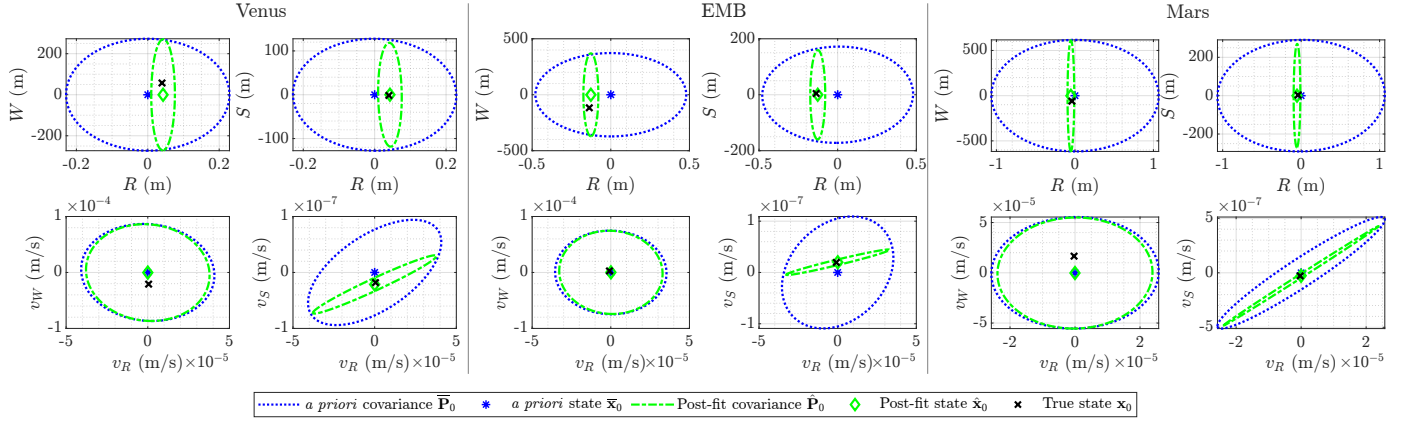 Venus EMB Mars
W (m) 200 0 -200
-0.2 0 0.2
R (m)
S (m) 100 0 -100
-0.2 0 0.2
R (m)
W (m) 500 0 -500
-0.5 0 0.5
R (m)
S (m) 200 0 -200
-0.5 0 0.5
R (m)
W (m) 500 0 -500
-1 0 1
R (m)
S (m) 200 0 -200
-1 0 1
R (m)
×10⁻⁴
v_W (m/s) 1 0 -1
-5 0 5
v_R (m/s)×10⁻⁵
×10⁻⁷
v_S (m/s) 1 0 -1
-5 0 5
v_R (m/s)×10⁻⁵
×10⁻⁴
v_W (m/s) 1 0 -1
-5 0 5
v_R (m/s)×10⁻⁵
×10⁻⁷
v_S (m/s) 1 0 -1
-5 0 5
v_R (m/s)×10⁻⁵
×10⁻⁵
v_W (m/s) 5 0 -5
-2 0 2
v_R (m/s) ×10⁻⁵
×10⁻⁷
v_S (m/s) 5 0 -5
-2 0 2
v_R (m/s) ×10⁻⁵
a priori covariance P̅₀ a priori state x̅₀ Post-fit covariance P̂₀ Post-fit state x̂₀ True state x₀